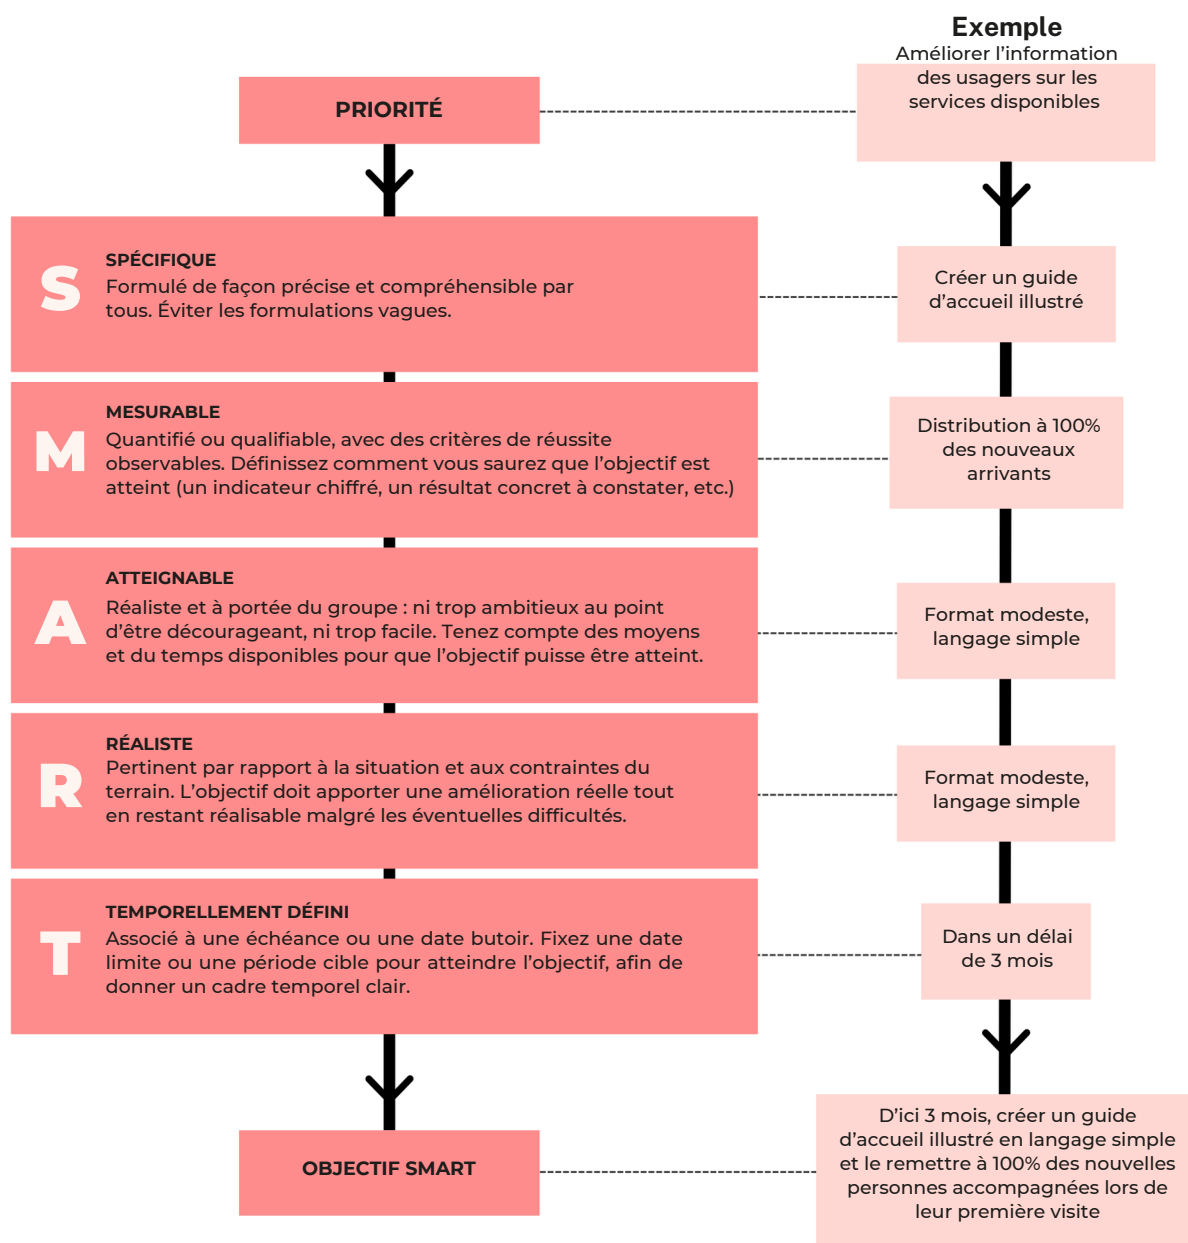 Exemple
Améliorer l’information
des usagers sur les
services disponibles
PRIORITÉ
S
SPÉCIFIQUE
Formulé de façon précise et compréhensible par
tous. Éviter les formulations vagues.
Créer un guide
d’accueil illustré
M
MESURABLE
Quantifié ou qualifiable, avec des critères de réussite
observables. Définissez comment vous saurez que l’objectif est
atteint (un indicateur chiffré, un résultat concret à constater, etc.)
Distribution à 100%
des nouveaux
arrivants
A
ATTEIGNABLE
Réaliste et à portée du groupe : ni trop ambitieux au point
d’être décourageant, ni trop facile. Tenez compte des moyens
et du temps disponibles pour que l’objectif puisse être atteint.
Format modeste,
langage simple
R
RÉALISTE
Pertinent par rapport à la situation et aux contraintes du
terrain. L’objectif doit apporter une amélioration réelle tout
en restant réalisable malgré les éventuelles difficultés.
Format modeste,
langage simple
T
TEMPORELLEMENT DÉFINI
Associé à une échéance ou une date butoir. Fixez une date
limite ou une période cible pour atteindre l’objectif, afin de
donner un cadre temporel clair.
Dans un délai
de 3 mois
OBJECTIF SMART
D’ici 3 mois, créer un guide
d’accueil illustré en langage simple
et le remettre à 100% des nouvelles
personnes accompagnées lors de
leur première visite